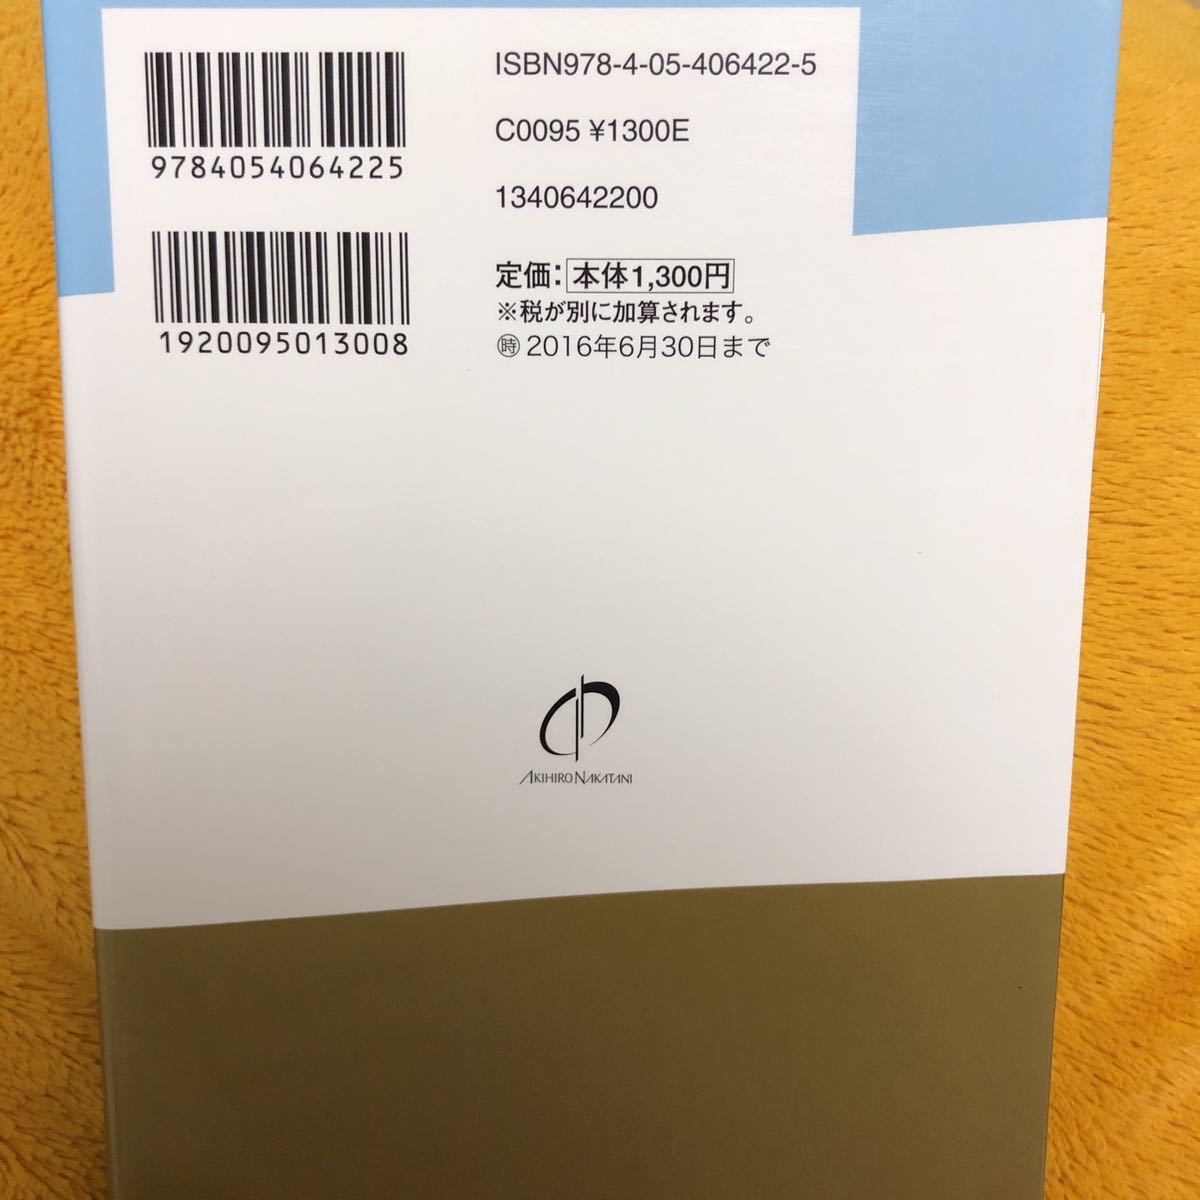 9784054064225
1920095013008
ISBN978-4-05-406422-5
C0095 ¥1300E
1340642200
定価：本体1,300円
※税が別に加算されます。
㊕ 2016年6月30日まで
AKIHIRO NAKATANI